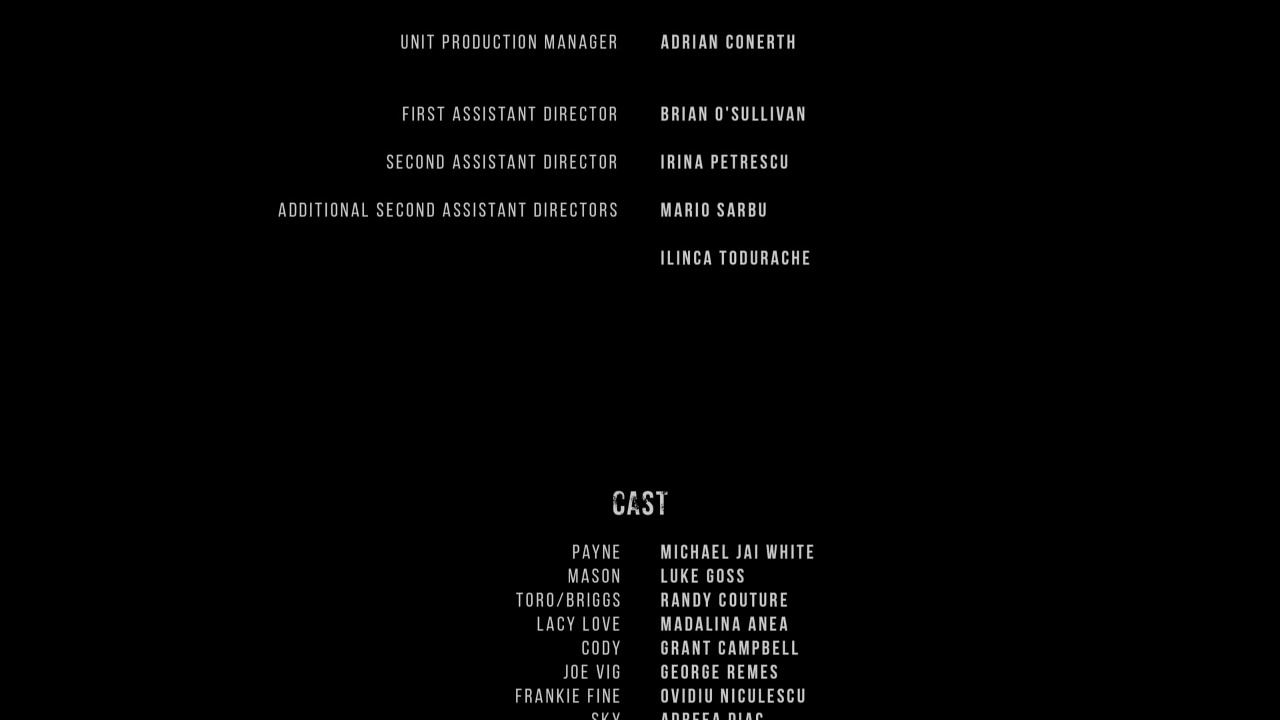 UNIT PRODUCTION MANAGER ADRIAN CONERTH
FIRST ASSISTANT DIRECTOR BRIAN O'SULLIVAN
SECOND ASSISTANT DIRECTOR IRINA PETRESCU
ADDITIONAL SECOND ASSISTANT DIRECTORS MARIO SARBU
ILINCA TODURACHE
CAST
PAYNE MICHAEL JAI WHITE
MASON LUKE GOSS
TORO/BRIGGS RANDY COUTURE
LACY LOVE MADALINA ANEA
CODY GRANT CAMPBELL
JOE VIG GEORGE REMES
FRANKIE FINE OVIDIU NICULESCU
SKY